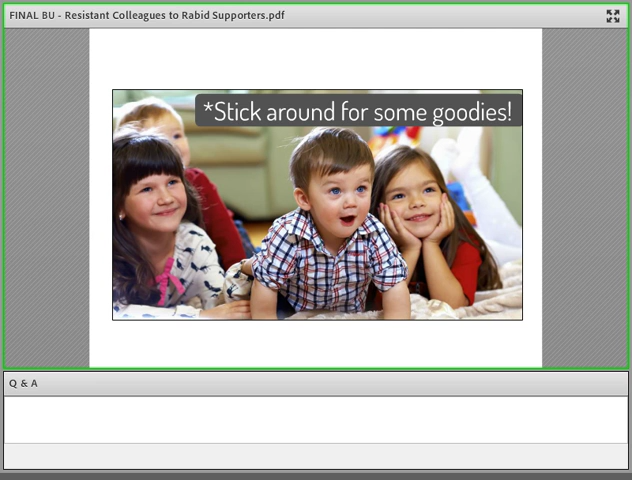 FINAL BU - Resistant Colleagues to Rabid Supporters.pdf
*Stick around for some goodies!
Q & A